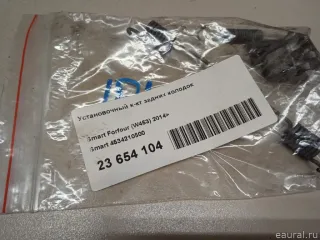 Установочный к-кт задних колодок
Smart Forfour (W453) 2014>
Smart 4534210500
23 654 104
eaural.ru